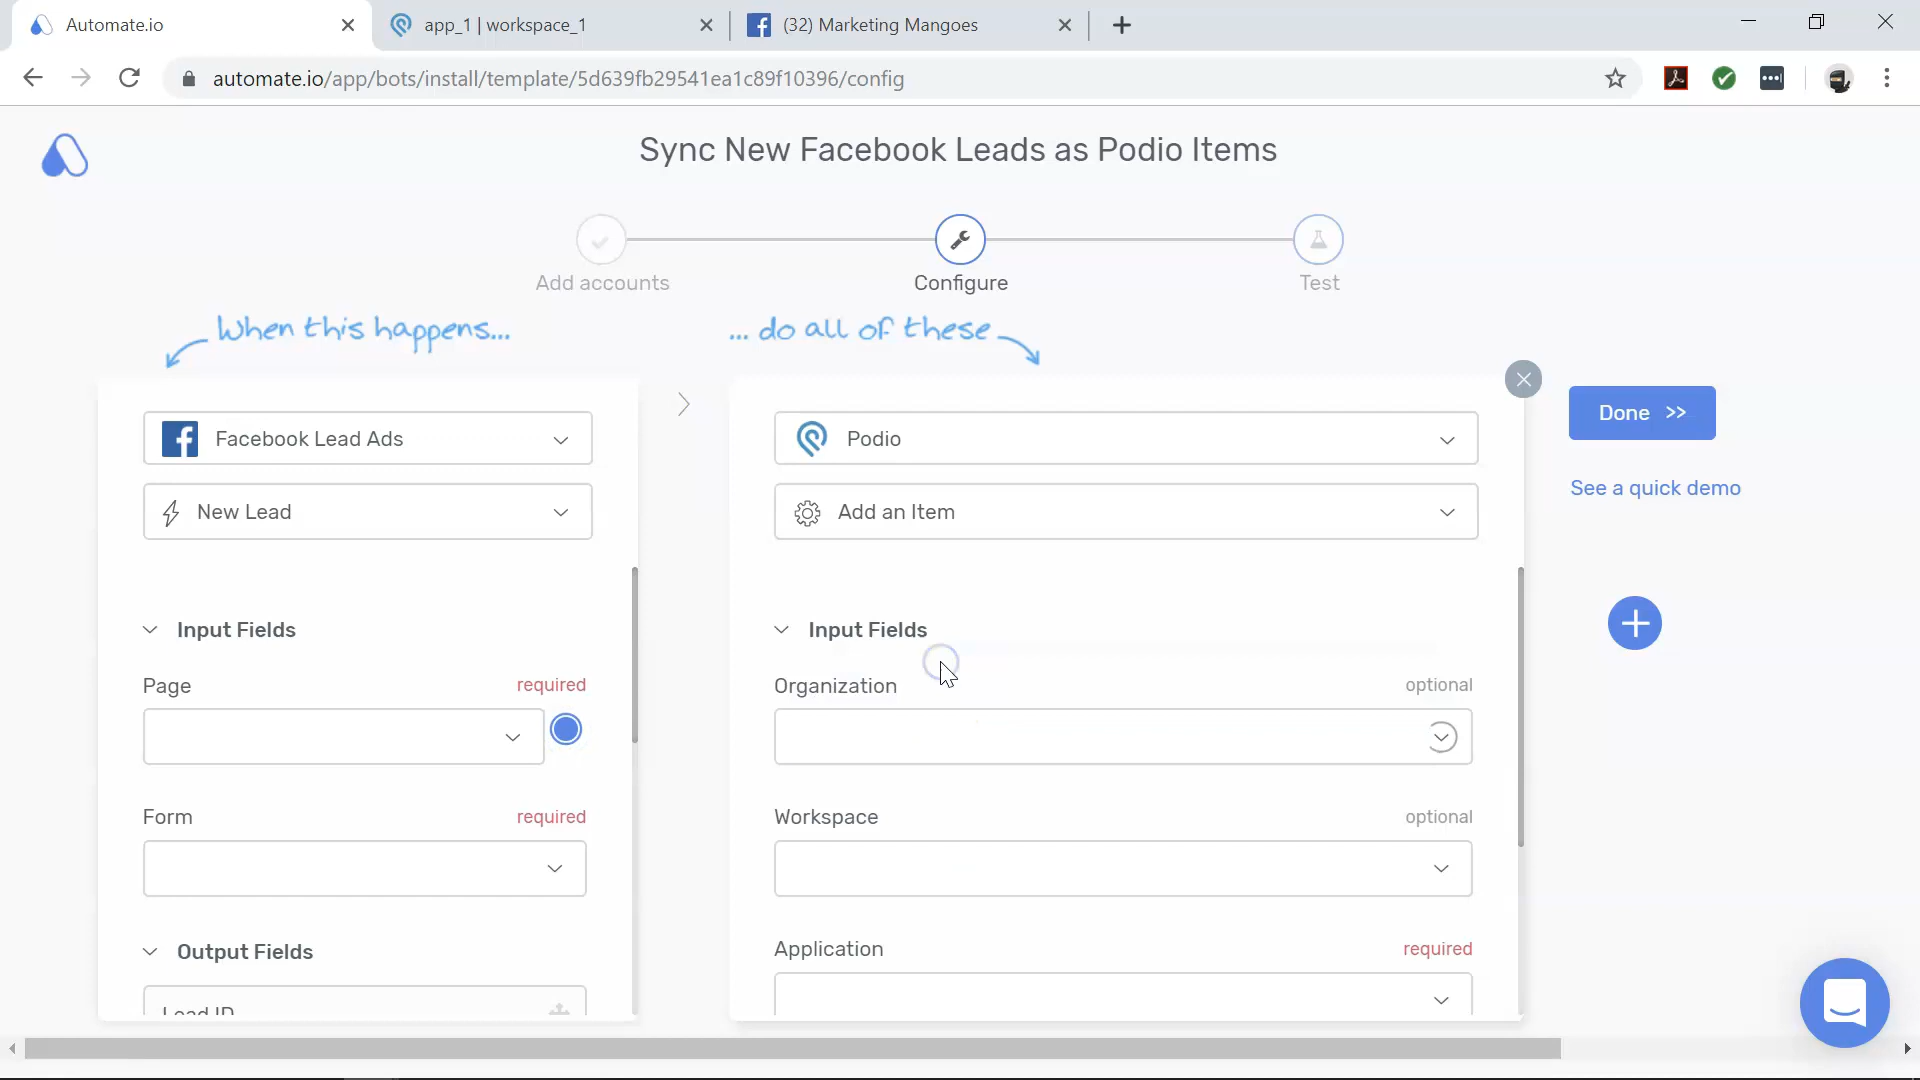 Automate.io
app_1 | workspace_1
(32) Marketing Mangoes
automate.io/app/bots/install/template/5d639fb29541ea1c89f10396/config
Sync New Facebook Leads as Podio Items
Add accounts
Configure
Test
When this happens...
... do all of these
Facebook Lead Ads
Podio
Done >>
New Lead
Add an Item
See a quick demo
Input Fields
Input Fields
Page required
Organization optional
Form required
Workspace optional
Output Fields
Application required
Lead ID